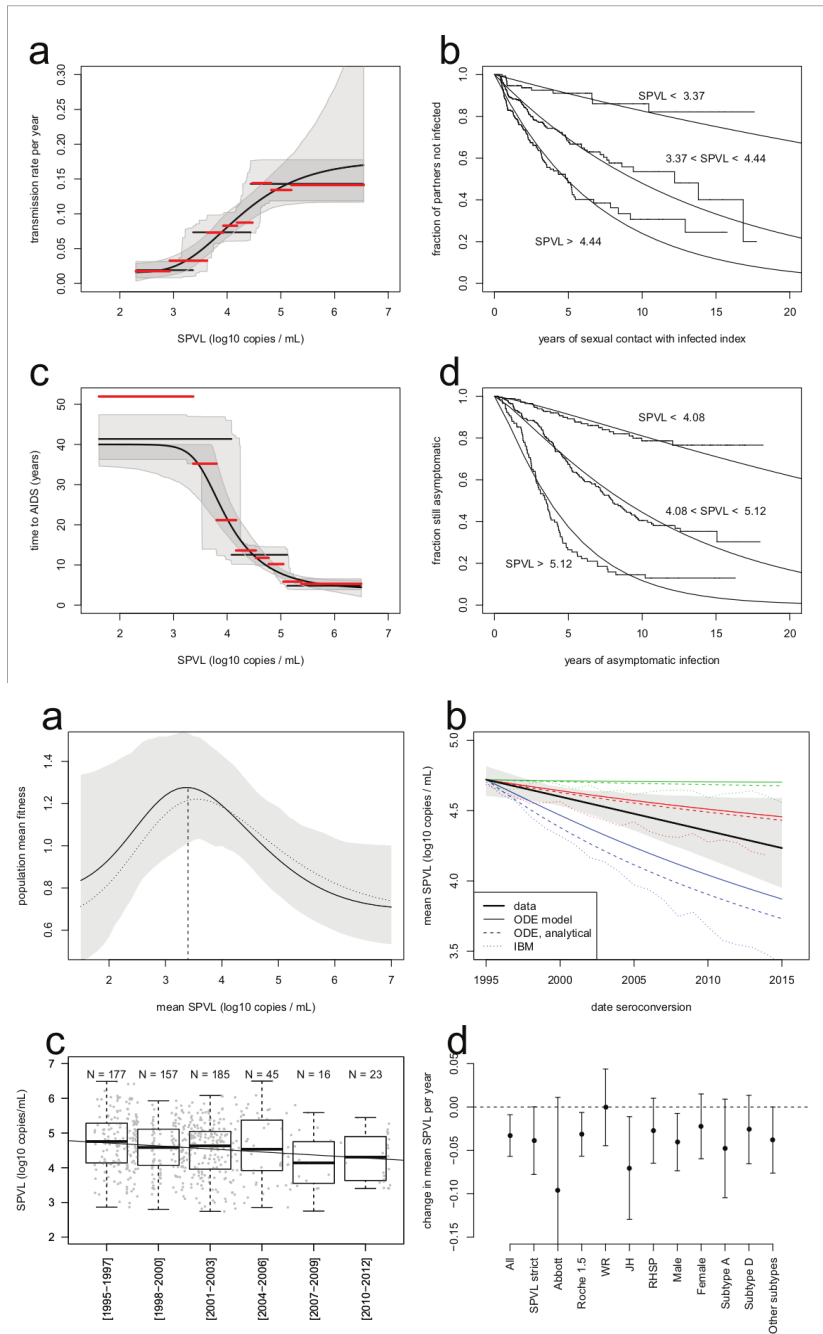 a
transmission rate per year
0.30
0.25
0.20
0.15
0.10
0.05
0.00
2 3 4 5 6 7
SPVL (log10 copies / mL)
b
fraction of partners not infected
1.0
0.8
0.6
0.4
0.2
0.0
SPVL < 3.37
3.37 < SPVL < 4.44
SPVL > 4.44
0 5 10 15 20
years of sexual contact with infected index
c
time to AIDS (years)
50
40
30
20
10
0
2 3 4 5 6 7
SPVL (log10 copies / mL)
d
fraction still asymptomatic
1.0
0.8
0.6
0.4
0.2
0.0
SPVL < 4.08
4.08 < SPVL < 5.12
SPVL > 5.12
0 5 10 15 20
years of asymptomatic infection
a
population mean fitness
1.4
1.2
1.0
0.8
0.6
2 3 4 5 6 7
mean SPVL (log10 copies / mL)
b
mean SPVL (log10 copies / mL)
5.0
4.5
4.0
3.5
data
ODE model
ODE, analytical
IBM
1995 2000 2005 2010 2015
date seroconversion
c
SPVL (log10 copies/mL)
7
6
5
4
3
2
N = 177 N = 157 N = 185 N = 45 N = 16 N = 23
[1995−1997]
[1998−2000]
[2001−2003]
[2004−2006]
[2007−2009]
[2010−2012]
d
change in mean SPVL per year
0.05
0.00
−0.05
−0.10
−0.15
All
SPVL strict
Abbott
Roche 1.5
WR
JH
RHSP
Male
Female
Subtype A
Subtype D
Other subtypes